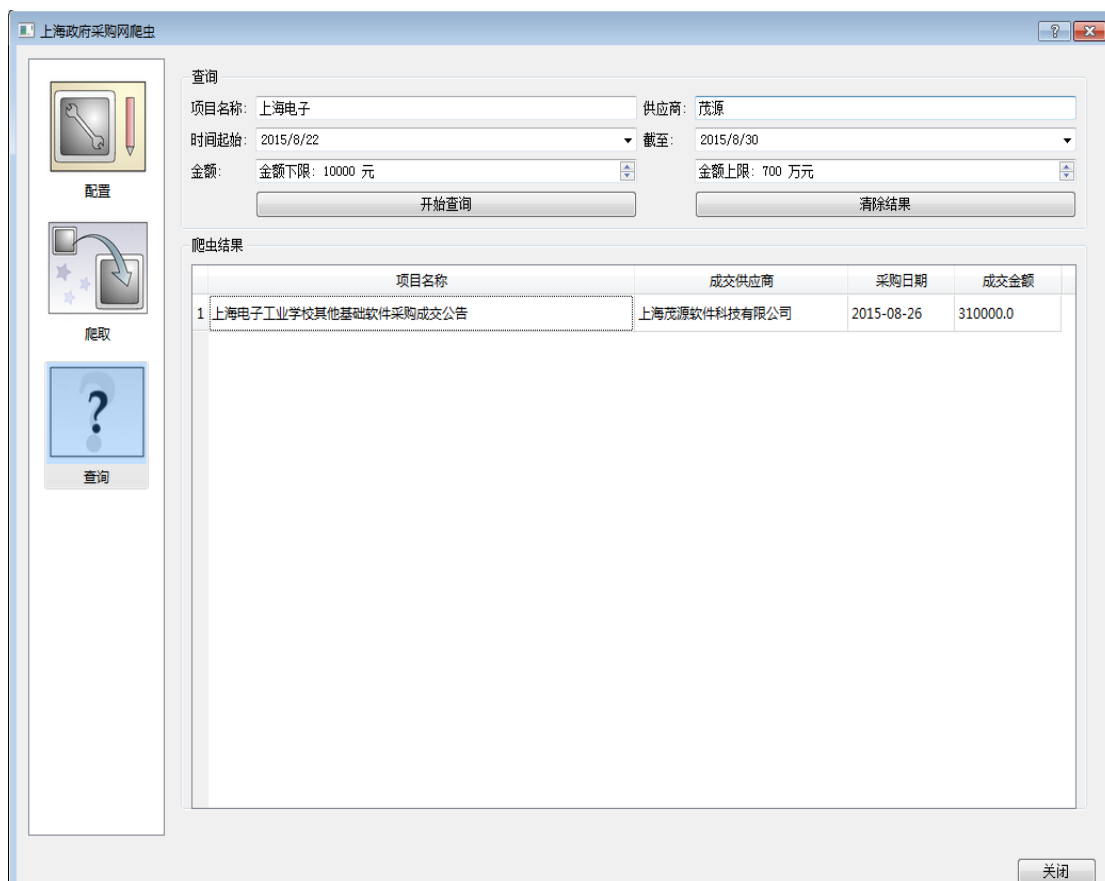 上海政府采购网爬虫
配置
爬取
查询
查询
项目名称: 上海电子 供应商: 茂源
时间起始: 2015/8/22 截至: 2015/8/30
金额: 金额下限: 10000 元 金额上限: 700 万元
开始查询 清除结果
爬虫结果
项目名称 成交供应商 采购日期 成交金额
1 上海电子工业学校其他基础软件采购成交公告 上海茂源软件科技有限公司 2015-08-26 310000.0
关闭